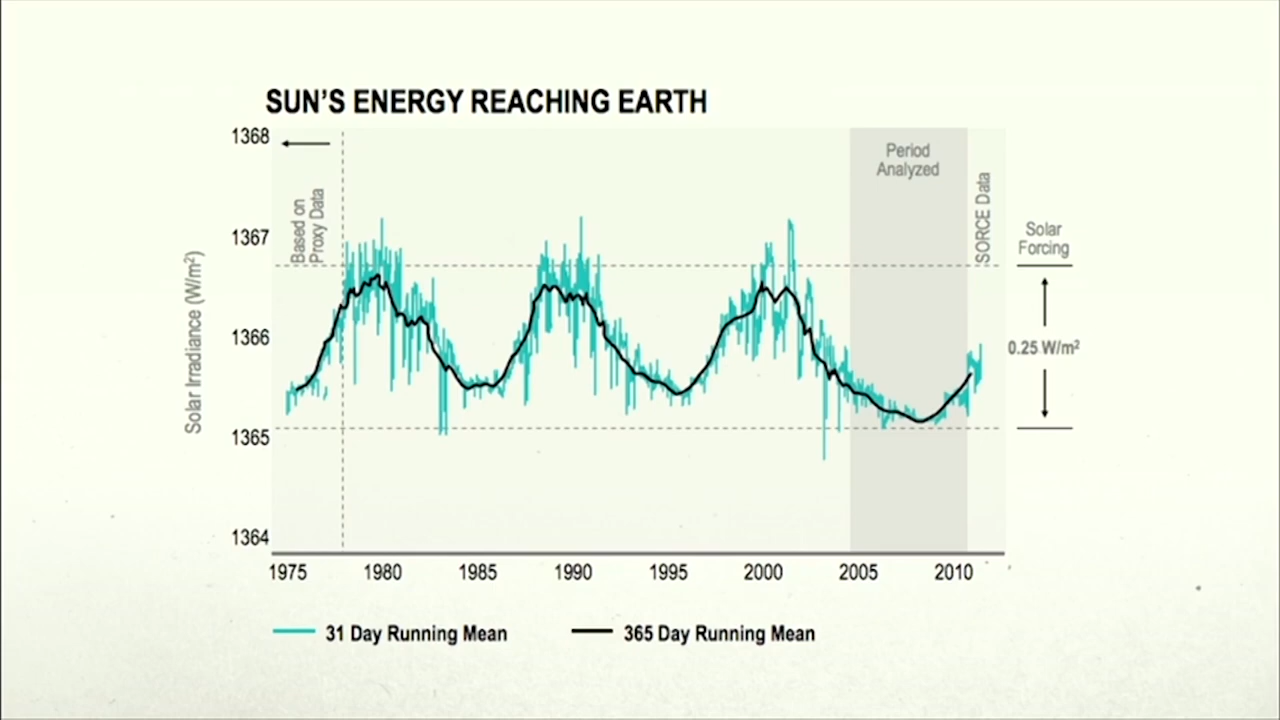 SUN'S ENERGY REACHING EARTH
1368
1367
1366
1365
1364
Solar Irradiance (W/m²)
Based on
Proxy Data
Period
Analyzed
SORCE Data
Solar
Forcing
0.25 W/m²
1975 1980 1985 1990 1995 2000 2005 2010
31 Day Running Mean
365 Day Running Mean